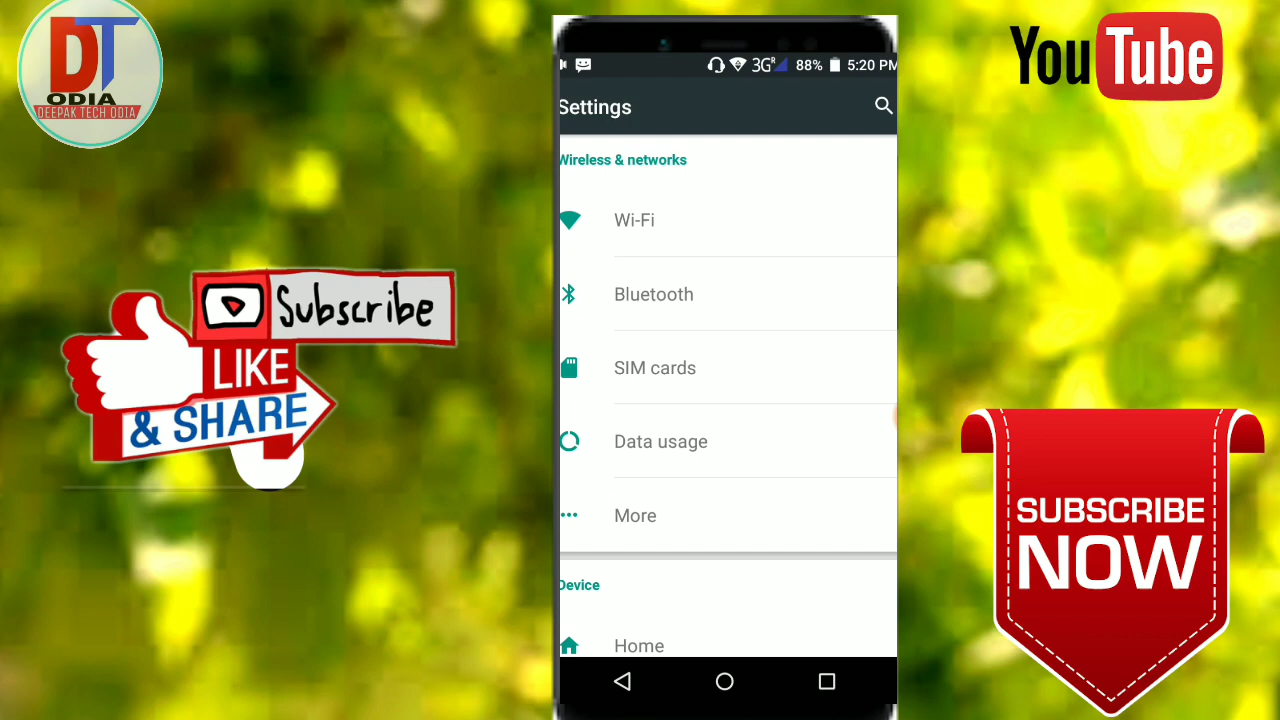 DT
ODIA
DEEPAK TECH ODIA
Subscribe
LIKE
& SHARE
3G R 88% 5:20 PM
Settings
Wireless & networks
Wi-Fi
Bluetooth
SIM cards
Data usage
More
Device
Home
YouTube
SUBSCRIBE
NOW